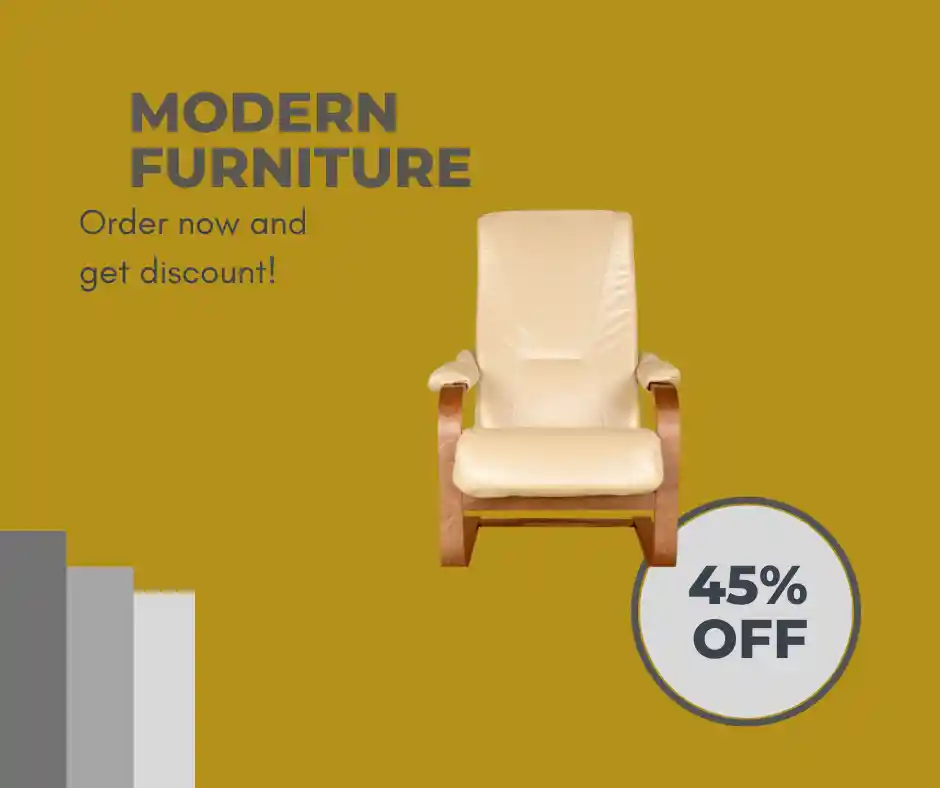 MODERN
FURNITURE
Order now and
get discount!
45%
OFF